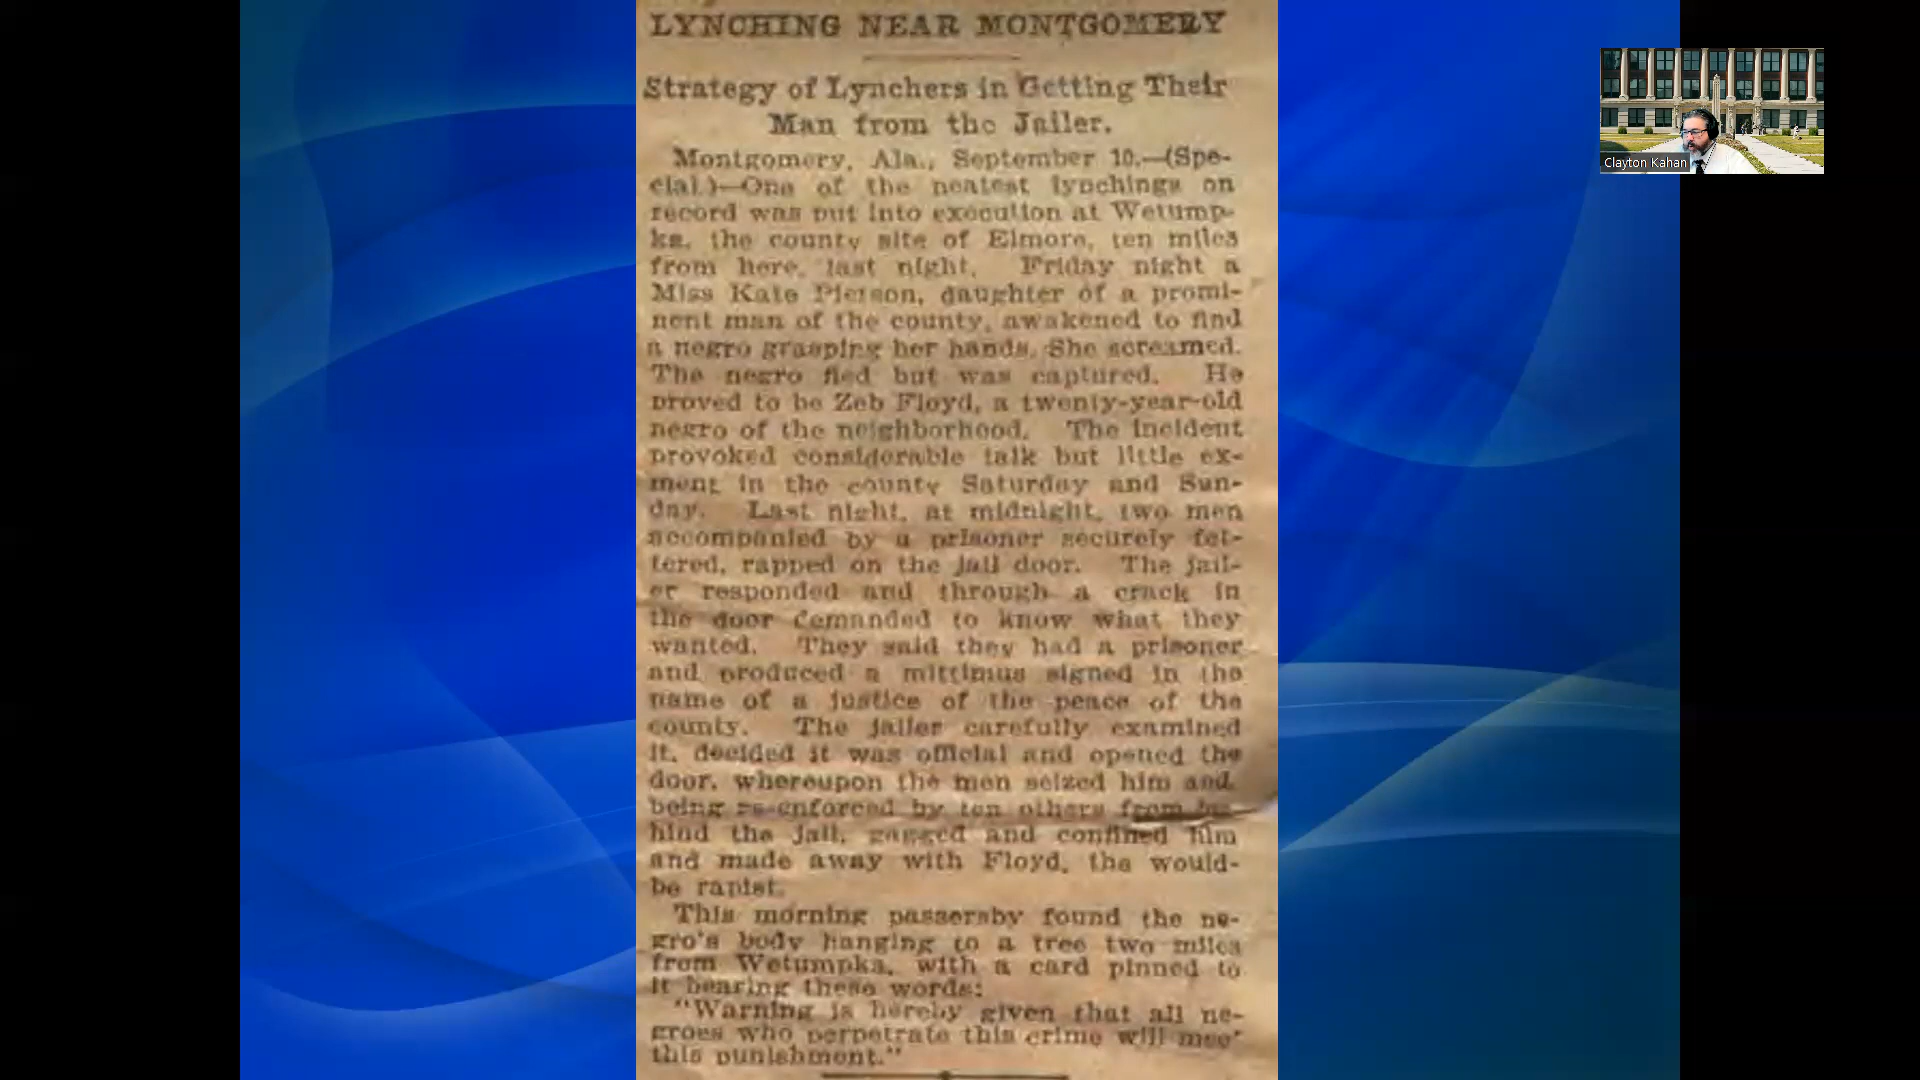 LYNCHING NEAR MONTGOMERY
Strategy of Lynchers in Getting Their
Man from the Jailer.
Montgomery, Ala., September 10.—(Spe-
cial.)—One of the neatest lynchings on
record was put into execution at Wetump-
ka, the county site of Elmore, ten miles
from here, last night. Friday night a
Miss Kate Pierson, daughter of a promi-
nent man of the county, awakened to find
a negro grasping her hands. She screamed.
The negro fled but was captured. He
proved to be Zeb Floyd, a twenty-year-old
negro of the neighborhood. The incident
provoked considerable talk but little ex-
ment in the county Saturday and Sun-
day. Last night, at midnight, two men
accompanied by a prisoner securely fet-
tered, rapped on the jail door. The jail-
er responded and through a crack in
the door demanded to know what they
wanted. They said they had a prisoner
and produced a mittimus signed in the
name of a justice of the peace of the
county. The jailer carefully examined
it, decided it was official and opened the
door, whereupon the men seized him and,
being re-enforced by ten others from be-
hind the jail, gagged and confined him
and made away with Floyd, the would-
be rapist.
This morning passersby found the ne-
gro's body hanging to a tree two miles
from Wetumpka, with a card pinned to
it bearing these words:
"Warning is hereby given that all ne-
groes who perpetrate this crime will meet
this punishment."
Clayton Kahan